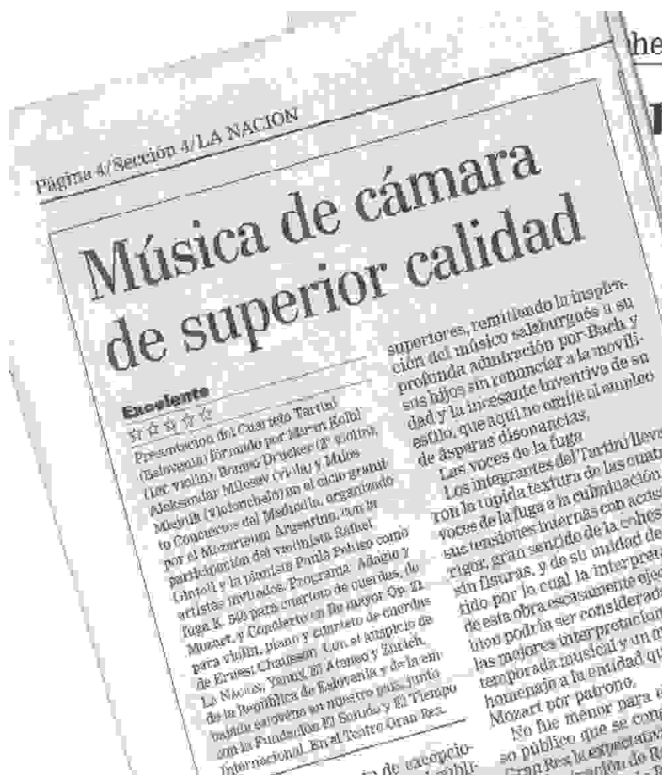 Página 4/Sección 4/LA NACION
Música de cámara
de superior calidad
Excelente
☆☆☆☆☆
Presentación del Cuarteto Tartini
(Eslovenia) formado por Miran Kolbl
(1er. violín), Romeo Drucker (2º violín),
Aleksandar Milosev (viola) y Milos
Mlejnik (violonchelo) en el ciclo gratui-
to Conciertos del Mediodía, organizado
por el Mozarteum Argentino, con la
participación del violinista Rafael
Gintoli y la pianista Paula Peluso como
artistas invitados. Programa: Adagio y
fuga K. 546 para cuarteto de cuerdas, de
Mozart, y Concierto en Re mayor Op. 21
para violín, piano y cuarteto de cuerdas
de Ernest Chausson. Con el auspicio de
La Nacion, Yenny, El Ateneo y Zurich,
de la República de Eslovenia y de la em-
bajada eslovena en nuestro país, junto
con la Fundación El Sonido y El Tiempo
Internacional. En el Teatro Gran Rex.
superiores, remitiendo la inspira-
ción del músico salzburgués a su
profunda admiración por Bach y
sus hijos sin renunciar a la movili-
dad y la incesante inventiva de su
estilo, que aquí no omite el empleo
de ásperas disonancias.
Las voces de la fuga
Los integrantes del Tartini lleva
ron la tupida textura de las cuatr
voces de la fuga a la culminación
sus tensiones internas con
rigor, gran sentido de la cohes
sin fisuras, y de su unidad de
tido por la cual la interpret
de esta obra escasamente ejec
bien podría ser considerad
las mejores interpretacion
temporada musical y un
homenaje a la entidad qu
Mozart por patrono.
No fue menor para
so público que se con
Gran Rex la expectativ
de excepcio-